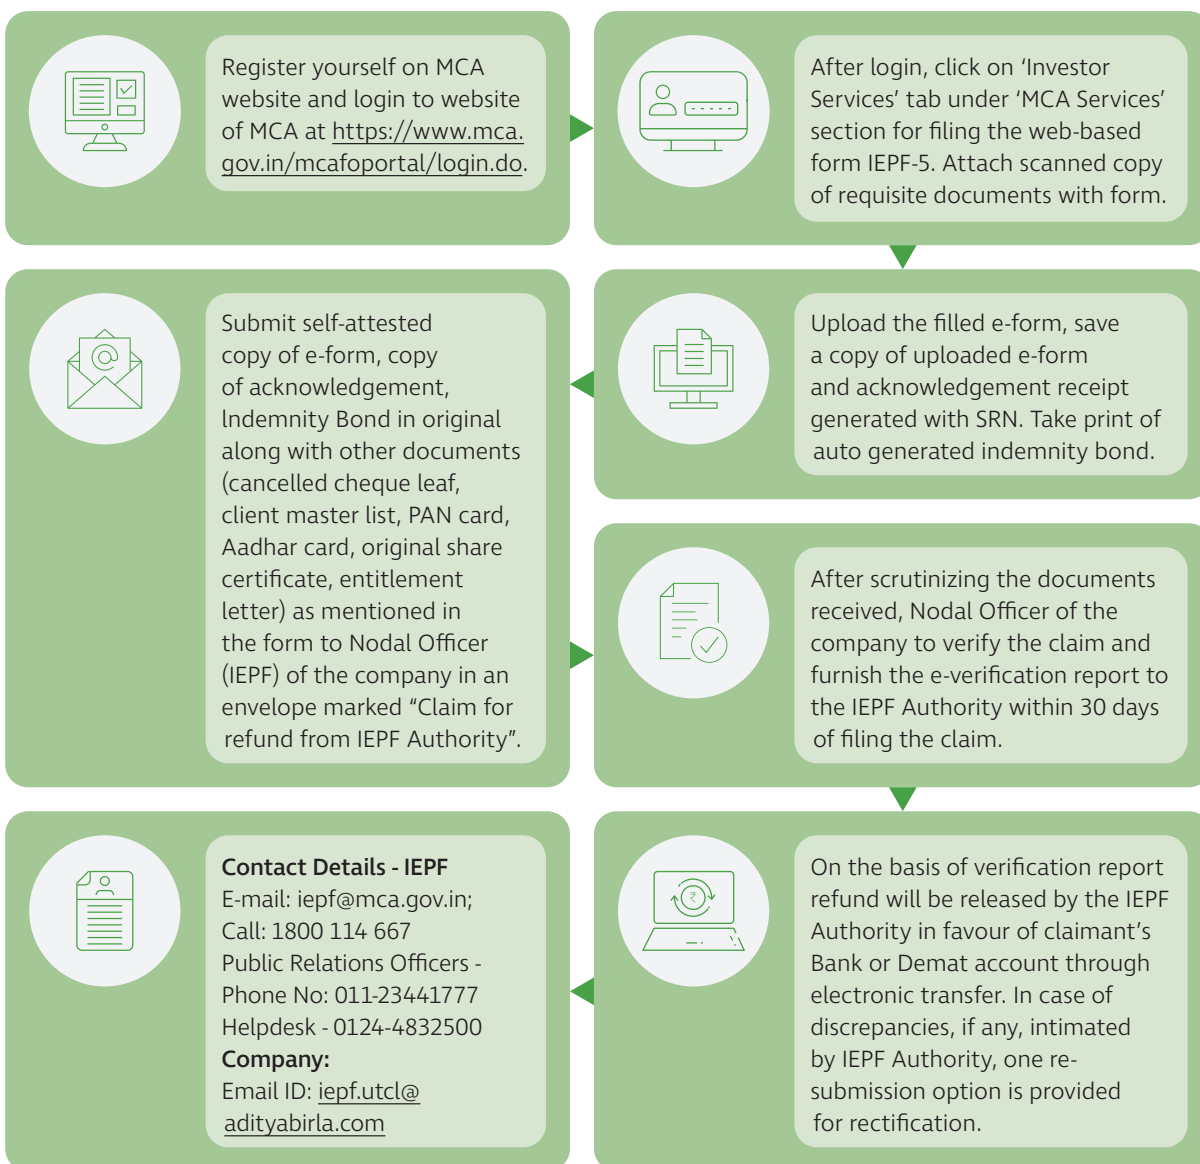 Register yourself on MCA
website and login to website
of MCA at https://www.mca.
gov.in/mcafoportal/login.do.
After login, click on ‘Investor
Services’ tab under ‘MCA Services’
section for filing the web-based
form IEPF-5. Attach scanned copy
of requisite documents with form.
Upload the filled e-form, save
a copy of uploaded e-form
and acknowledgement receipt
generated with SRN. Take print of
auto generated indemnity bond.
Submit self-attested
copy of e-form, copy
of acknowledgement,
Indemnity Bond in original
along with other documents
(cancelled cheque leaf,
client master list, PAN card,
Aadhar card, original share
certificate, entitlement
letter) as mentioned in
the form to Nodal Officer
(IEPF) of the company in an
envelope marked “Claim for
refund from IEPF Authority”.
After scrutinizing the documents
received, Nodal Officer of the
company to verify the claim and
furnish the e-verification report to
the IEPF Authority within 30 days
of filing the claim.
On the basis of verification report
refund will be released by the IEPF
Authority in favour of claimant’s
Bank or Demat account through
electronic transfer. In case of
discrepancies, if any, intimated
by IEPF Authority, one re-
submission option is provided
for rectification.
Contact Details - IEPF
E-mail: iepf@mca.gov.in;
Call: 1800 114 667
Public Relations Officers -
Phone No: 011-23441777
Helpdesk - 0124-4832500
Company:
Email ID: iepf.utcl@
adityabirla.com